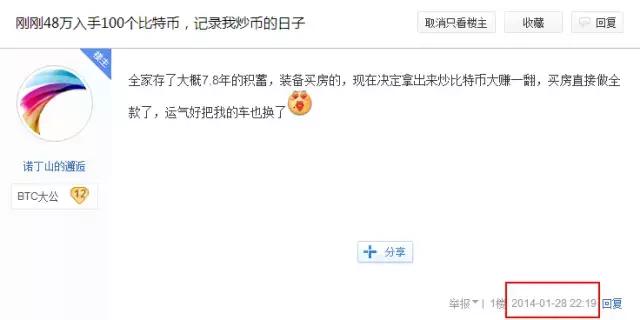 刚刚48万入手100个比特币，记录我炒币的日子
取消只看楼主
收藏
回复
楼主
全家存了大概7.8年的积蓄，装备买房的，现在决定拿出来炒比特币大赚一翻，买房直接做全
款了，运气好把我的车也换了
诺丁山的邂逅
BTC大公 12
分享
举报 | 1楼 2014-01-28 22:19 回复